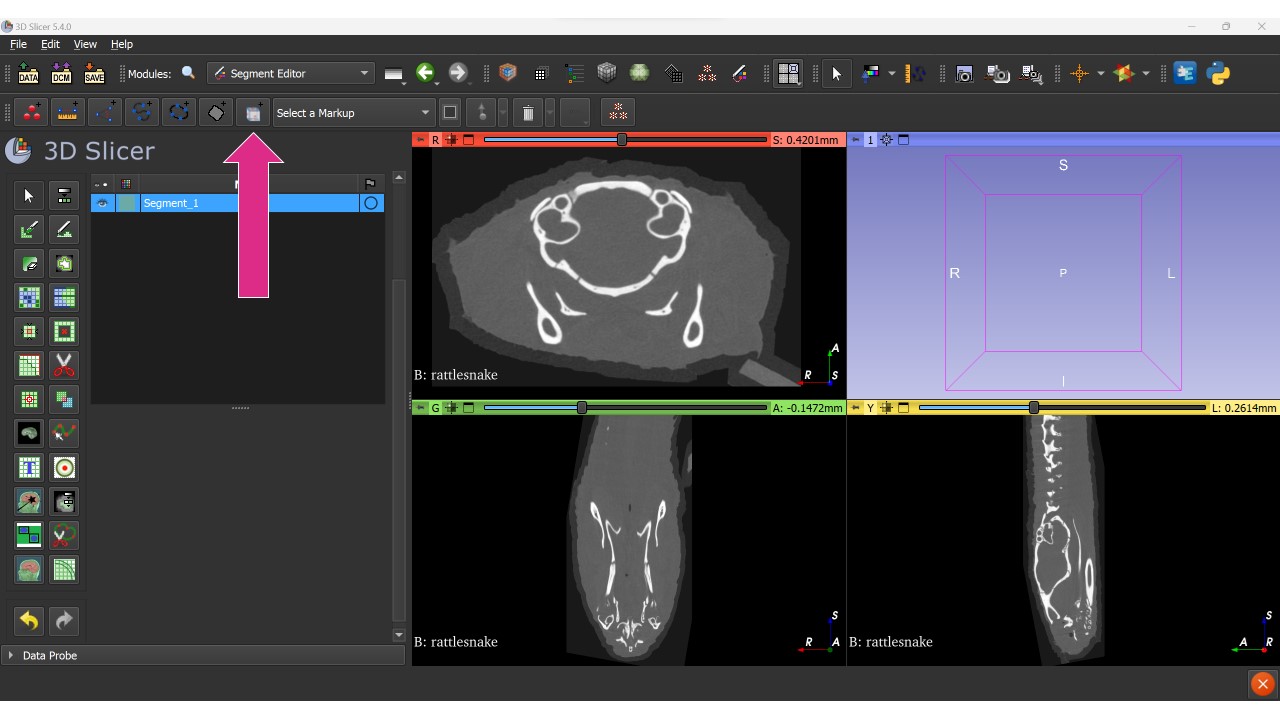 3D Slicer 5.4.0
File Edit View Help
DATA DCM SAVE Modules: Segment Editor
Select a Markup
3D Slicer
Segment_1
R S: 0.4201mm
B: rattlesnake
A
R S
1
S
R P L
I
G A: -0.1472mm
B: rattlesnake
S
R A
Y L: 0.2614mm
B: rattlesnake
S
A R
Data Probe